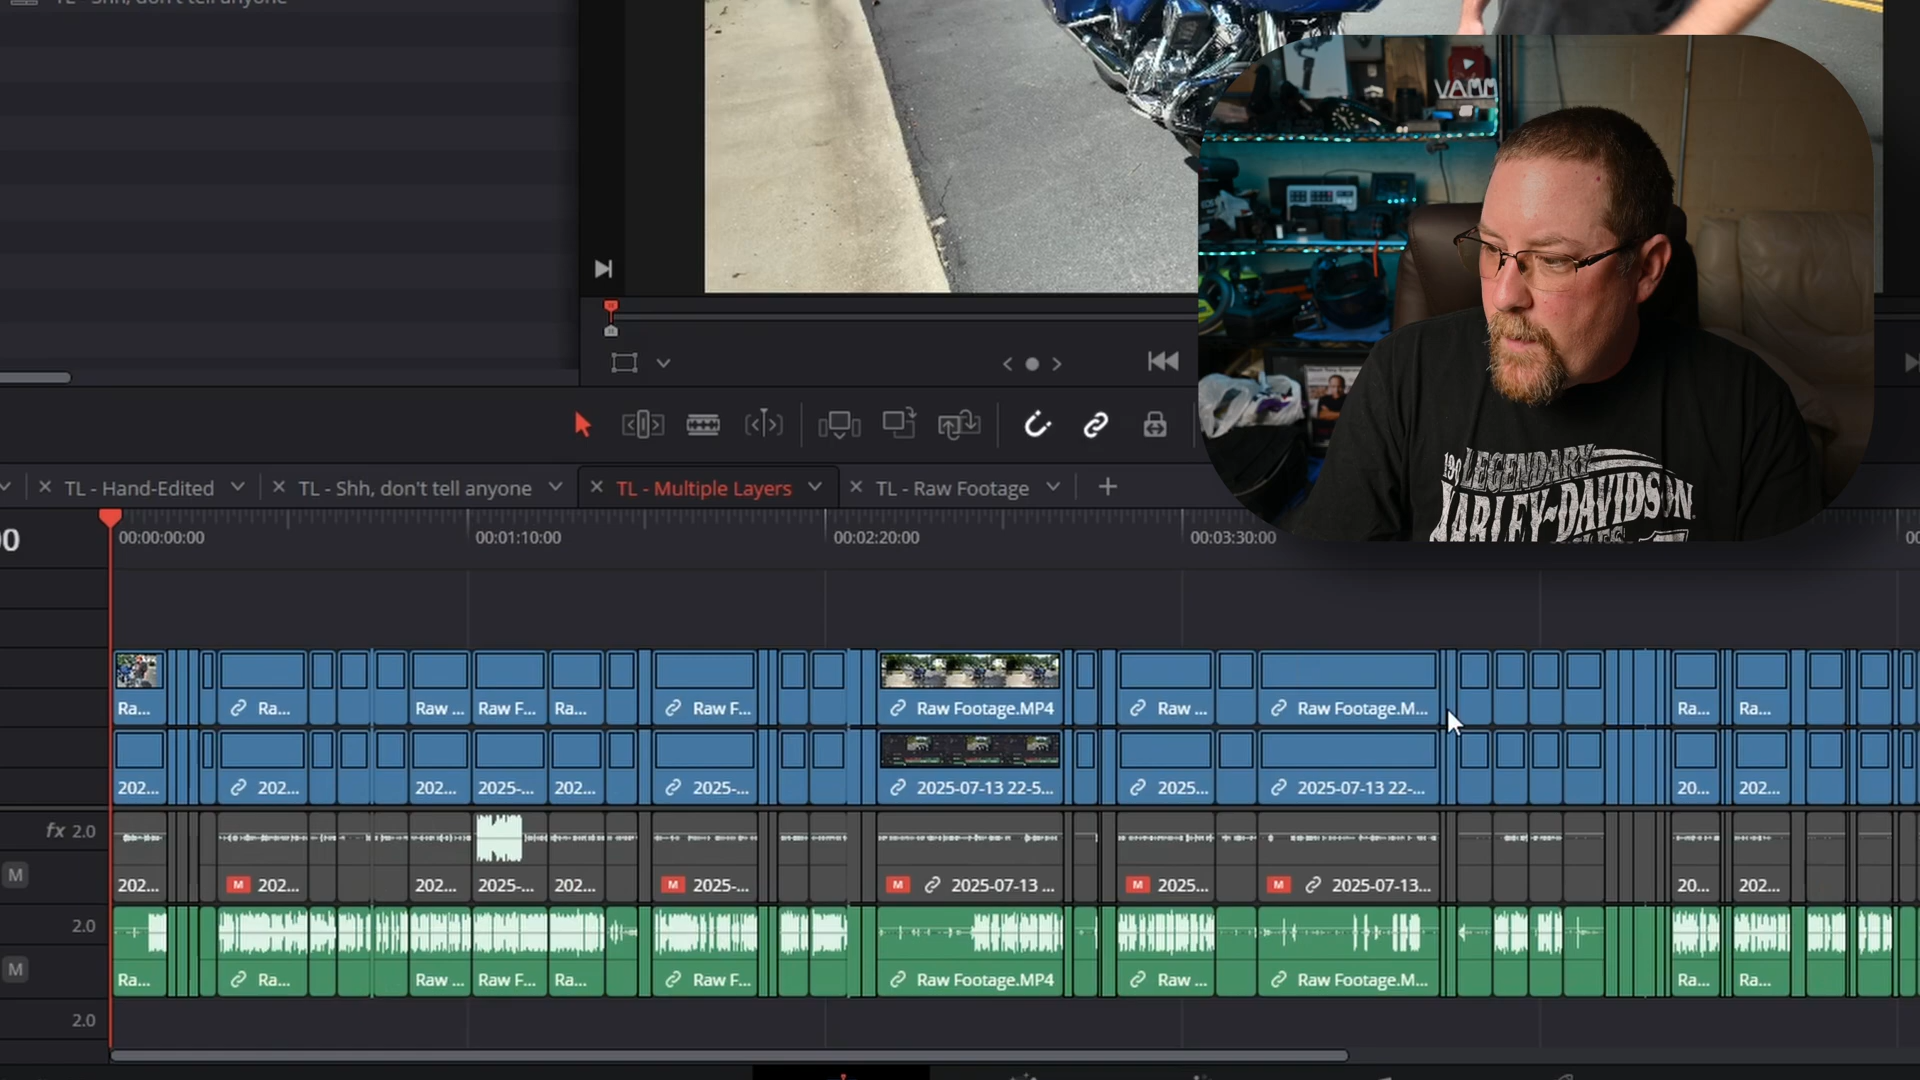 TL - Shh, don't tell anyone
VAMM
190 LEGENDARY
HARLEY-DAVIDSON
TL - Hand-Edited
TL - Shh, don't tell anyone
TL - Multiple Layers
TL - Raw Footage
00:00:00:00
00:01:10:00
00:02:20:00
00:03:30:00
Ra...
Ra...
Raw ...
Raw F...
Ra...
Raw F...
Raw Footage.MP4
Raw ...
Raw Footage.M...
Ra...
Ra...
202...
202...
202...
2025-...
202...
2025-...
2025-07-13 22-5...
2025...
2025-07-13 22-...
20...
202...
fx 2.0
M
202...
M 202...
202...
2025-...
202...
M 2025-...
M 2025-07-13 ...
M 2025...
M 2025-07-13...
20...
202...
2.0
M
Ra...
Ra...
Raw ...
Raw F...
Ra...
Raw F...
Raw Footage.MP4
Raw ...
Raw Footage.M...
Ra...
Ra...
2.0